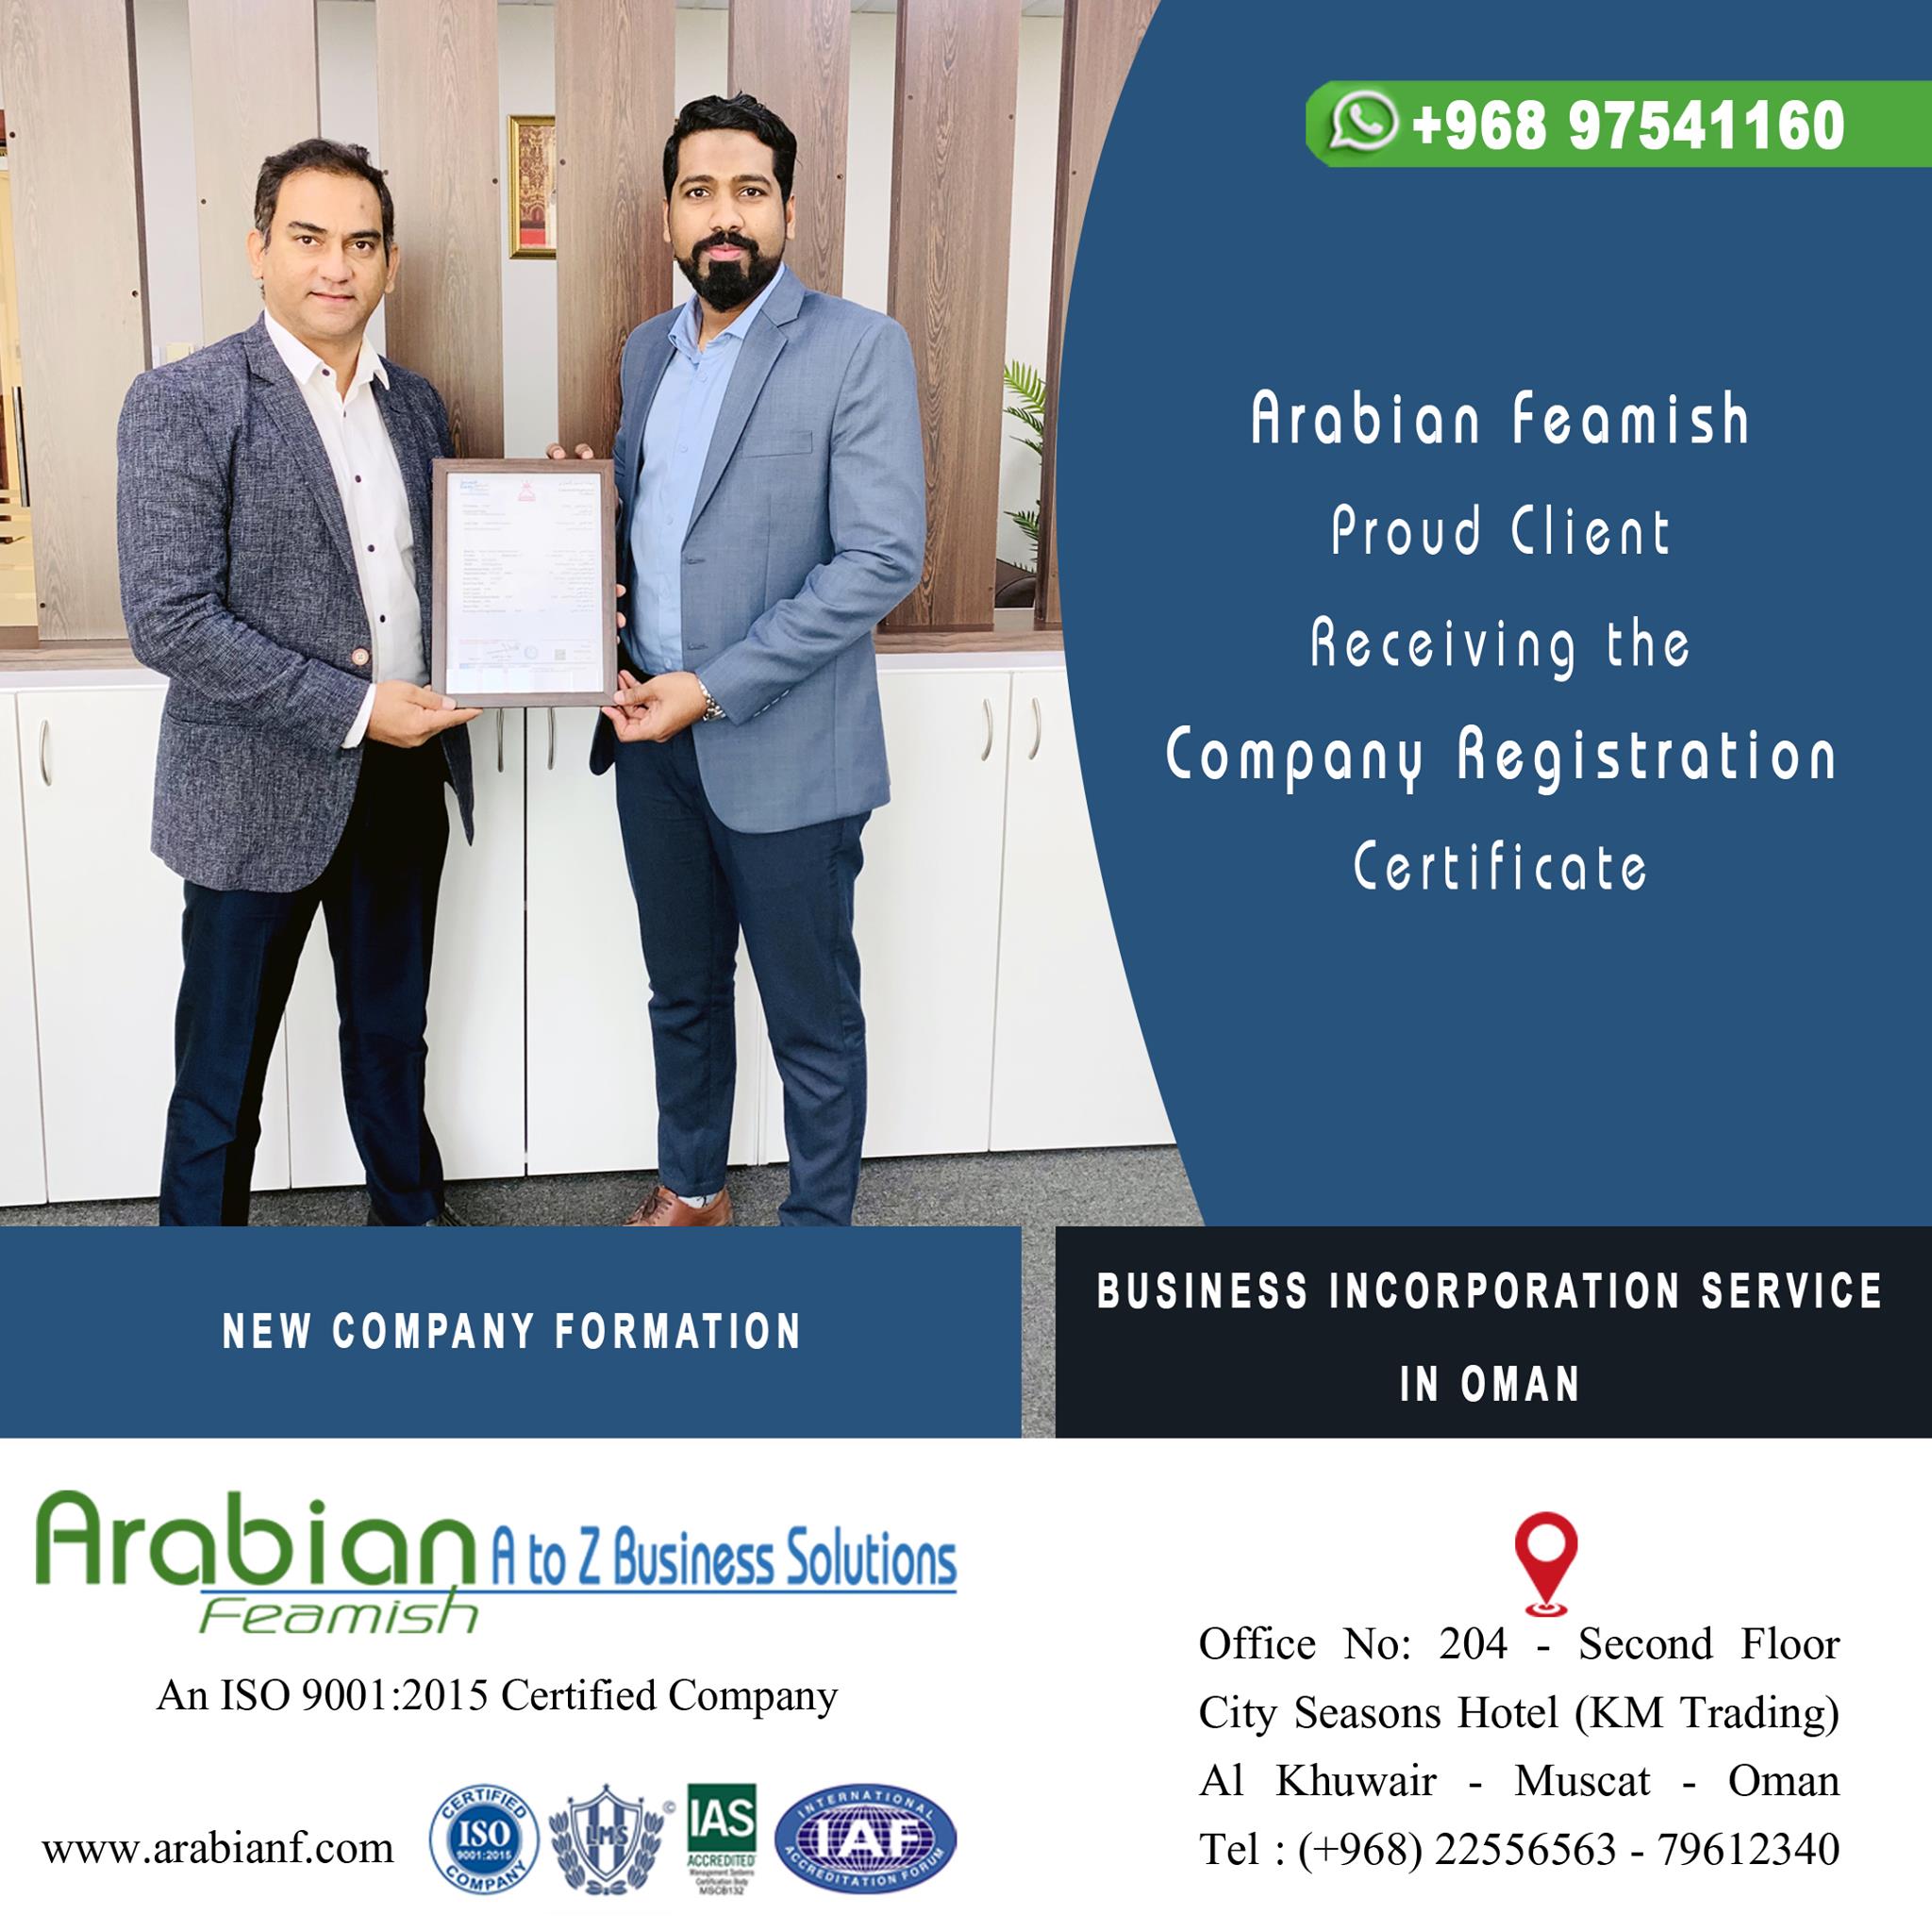 +968 97541160
Arabian Feamish
Proud Client
Receiving the
Company Registration
Certificate
NEW COMPANY FORMATION
BUSINESS INCORPORATION SERVICE
IN OMAN
Arabian A to Z Business Solutions
Feamish
An ISO 9001:2015 Certified Company
www.arabianf.com
CERTIFIED
ISO
9001:2015
COMPANY
LMS
©
IAS
ACCREDITED
Management Systems
Certification Body
MSCB132
INTERNATIONAL
IAF
ACCREDITATION FORUM
Office No: 204 - Second Floor
City Seasons Hotel (KM Trading)
Al Khuwair - Muscat - Oman
Tel : (+968) 22556563 - 79612340